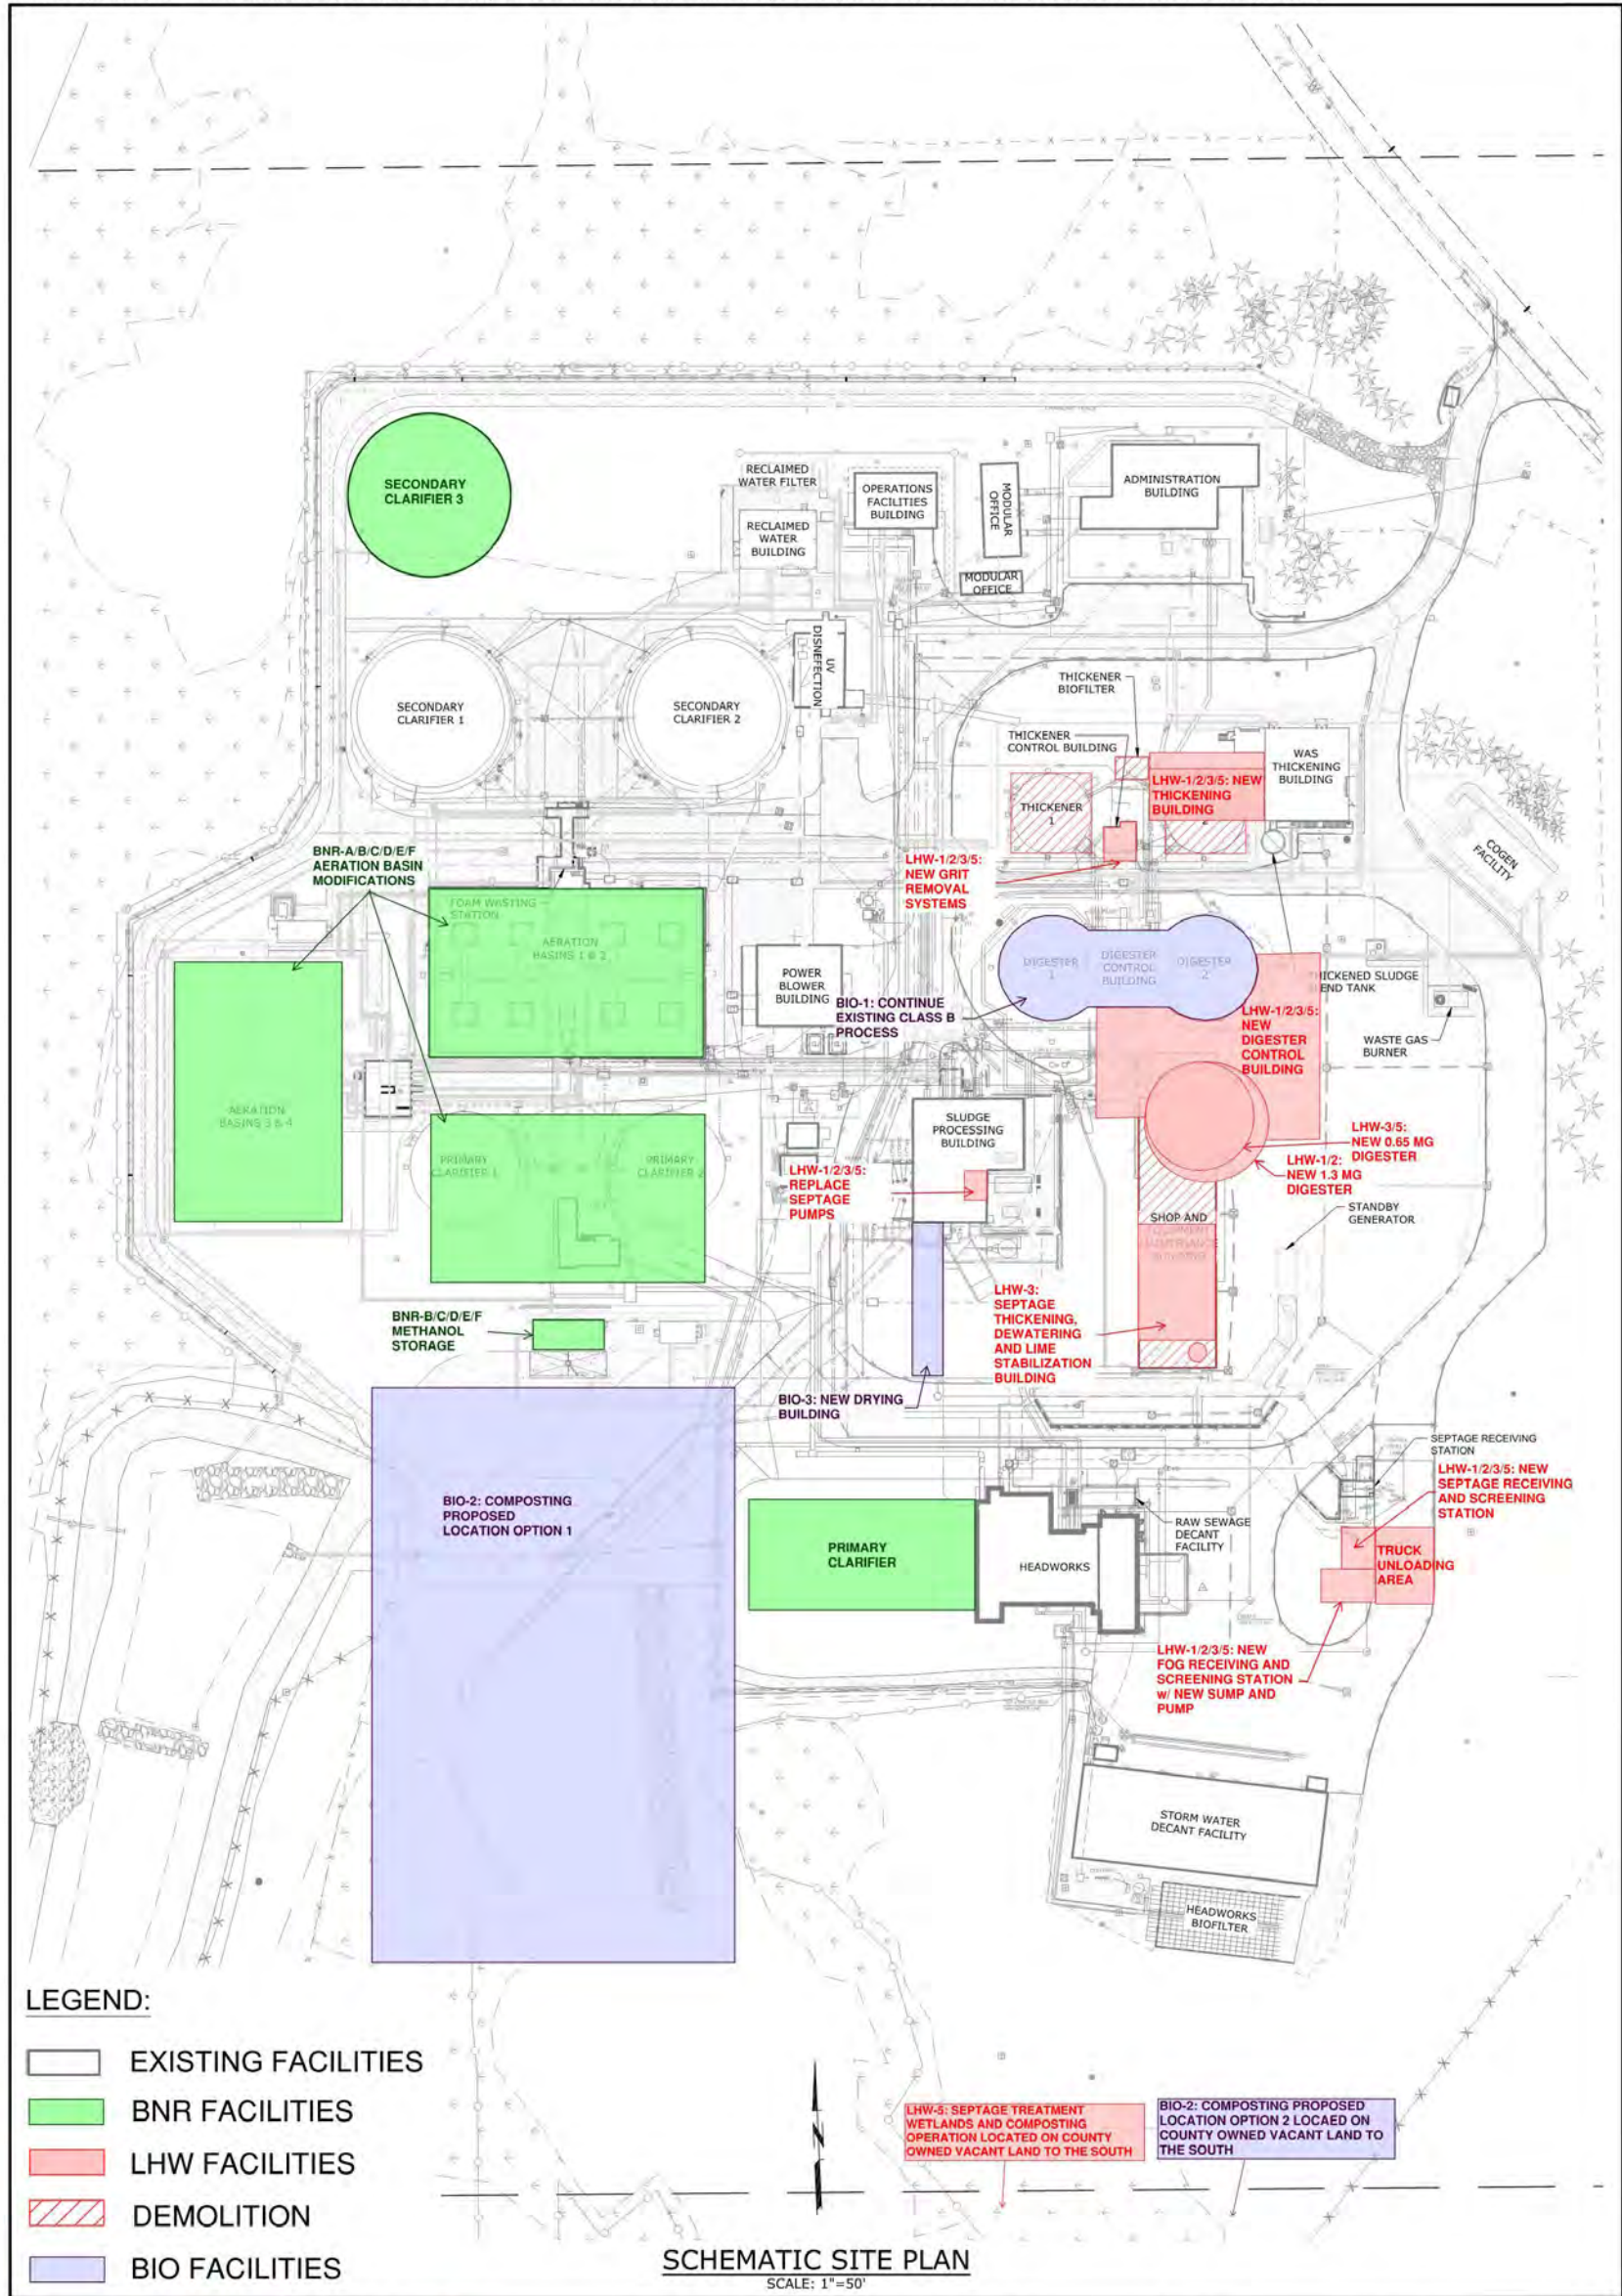 SECONDARY
CLARIFIER 3
RECLAIMED
WATER FILTER
RECLAIMED
WATER
BUILDING
OPERATIONS
FACILITIES
BUILDING
MODULAR
OFFICE
MODULAR
OFFICE
ADMINISTRATION
BUILDING
SECONDARY
CLARIFIER 1
SECONDARY
CLARIFIER 2
UV
DISNEFECTION
THICKENER
BIOFILTER
THICKENER
CONTROL BUILDING
THICKENER
1
2
LHW-1/2/3/5: NEW
THICKENING
BUILDING
WAS
THICKENING
BUILDING
COGEN
FACILITY
BNR-A/B/C/D/E/F
AERATION BASIN
MODIFICATIONS
FOAM WASTING
STATION
AERATION
BASINS 1 & 2
LHW-1/2/3/5:
NEW GRIT
REMOVAL
SYSTEMS
POWER
BLOWER
BUILDING
BIO-1: CONTINUE
EXISTING CLASS B
PROCESS
DIGESTER
1
DIGESTER
CONTROL
BUILDING
DIGESTER
2
HICKENED SLUDGE
END TANK
LHW-1/2/3/5:
NEW
DIGESTER
CONTROL
BUILDING
WASTE GAS
BURNER
AERATION
BASINS 3 & 4
PRIMARY
CLARIFIER 1
PRIMARY
CLARIFIER 2
SLUDGE
PROCESSING
BUILDING
LHW-1/2/3/5:
REPLACE
SEPTAGE
PUMPS
LHW-3/5:
NEW 0.65 MG
DIGESTER
LHW-1/2:
NEW 1.3 MG
DIGESTER
STANDBY
GENERATOR
SHOP AND
EQUIPMENT
MAINTENANCE
BUILDING
LHW-3:
SEPTAGE
THICKENING,
DEWATERING
AND LIME
STABILIZATION
BUILDING
BNR-B/C/D/E/F
METHANOL
STORAGE
BIO-3: NEW DRYING
BUILDING
BIO-2: COMPOSTING
PROPOSED
LOCATION OPTION 1
PRIMARY
CLARIFIER
HEADWORKS
RAW SEWAGE
DECANT
FACILITY
SEPTAGE RECEIVING
STATION
LHW-1/2/3/5: NEW
SEPTAGE RECEIVING
AND SCREENING
STATION
TRUCK
UNLOADING
AREA
LHW-1/2/3/5: NEW
FOG RECEIVING AND
SCREENING STATION
w/ NEW SUMP AND
PUMP
STORM WATER
DECANT FACILITY
HEADWORKS
BIOFILTER
LEGEND:
EXISTING FACILITIES
BNR FACILITIES
LHW FACILITIES
DEMOLITION
BIO FACILITIES
N
LHW-5: SEPTAGE TREATMENT
WETLANDS AND COMPOSTING
OPERATION LOCATED ON COUNTY
OWNED VACANT LAND TO THE SOUTH
BIO-2: COMPOSTING PROPOSED
LOCATION OPTION 2 LOCAED ON
COUNTY OWNED VACANT LAND TO
THE SOUTH
SCHEMATIC SITE PLAN
SCALE: 1"=50'